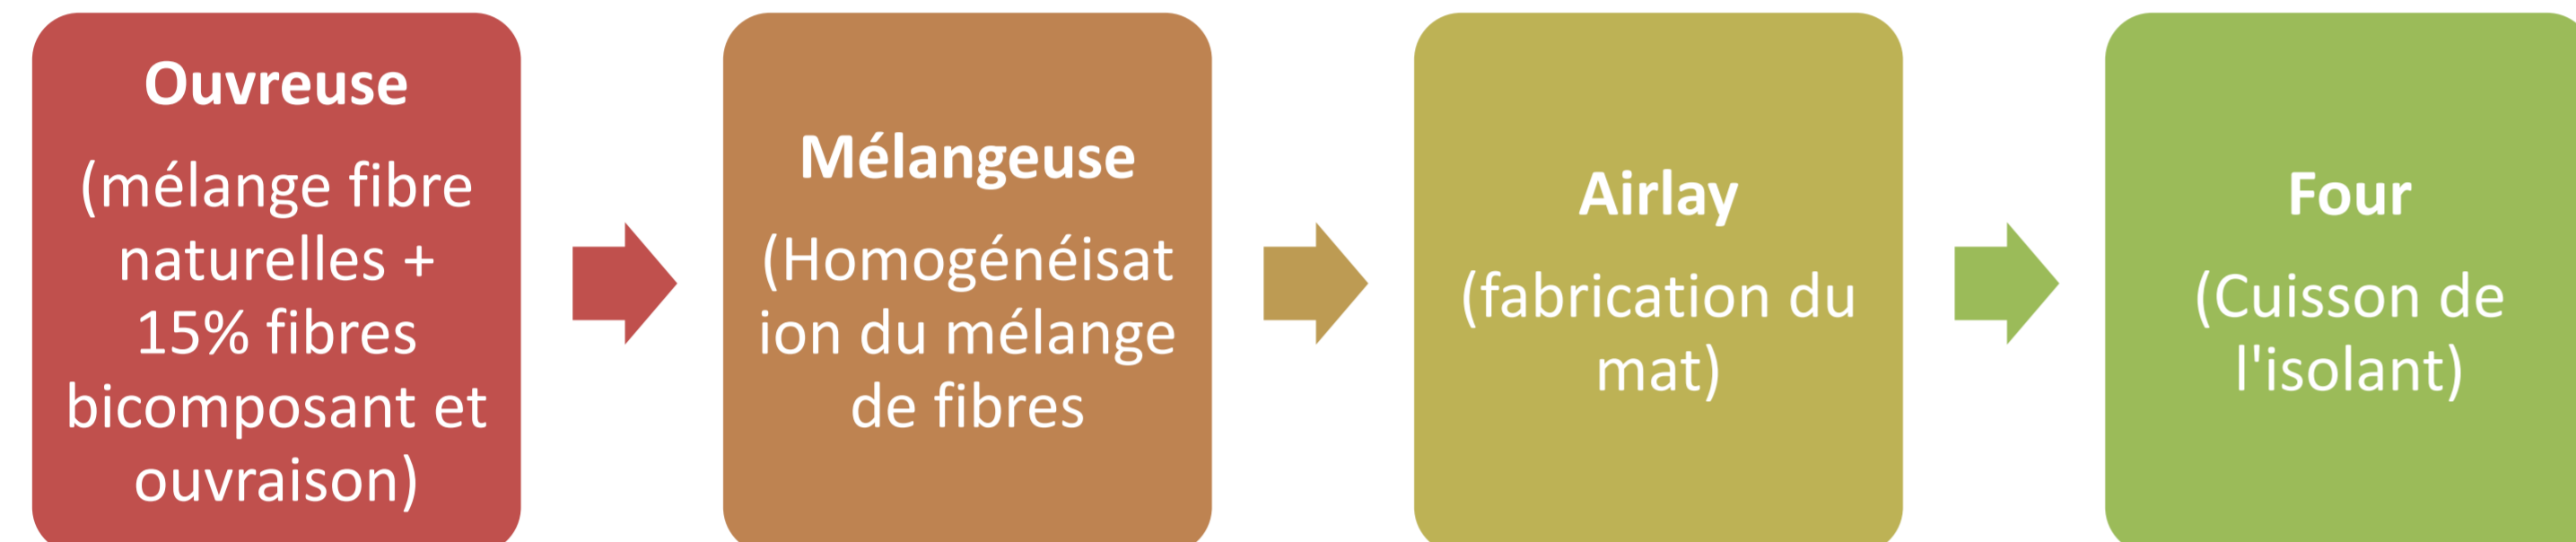 Ouvreuse
(mélange fibre
naturelles +
15% fibres
bicomposant et
ouvraison)
Mélangeuse
(Homogénéisat
ion du mélange
de fibres
Airlay
(fabrication du
mat)
Four
(Cuisson de
l'isolant)